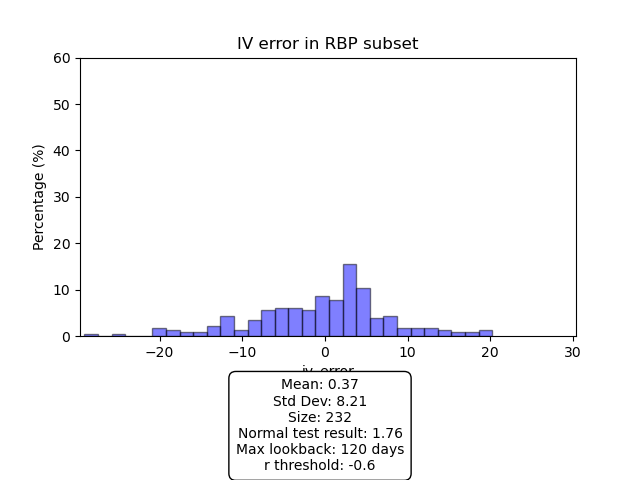 IV error in RBP subset
60
50
40
30
20
10
0
Percentage (%)
−20 −10 0 10 20 30
iv_error
Mean: 0.37
Std Dev: 8.21
Size: 232
Normal test result: 1.76
Max lookback: 120 days
r threshold: -0.6